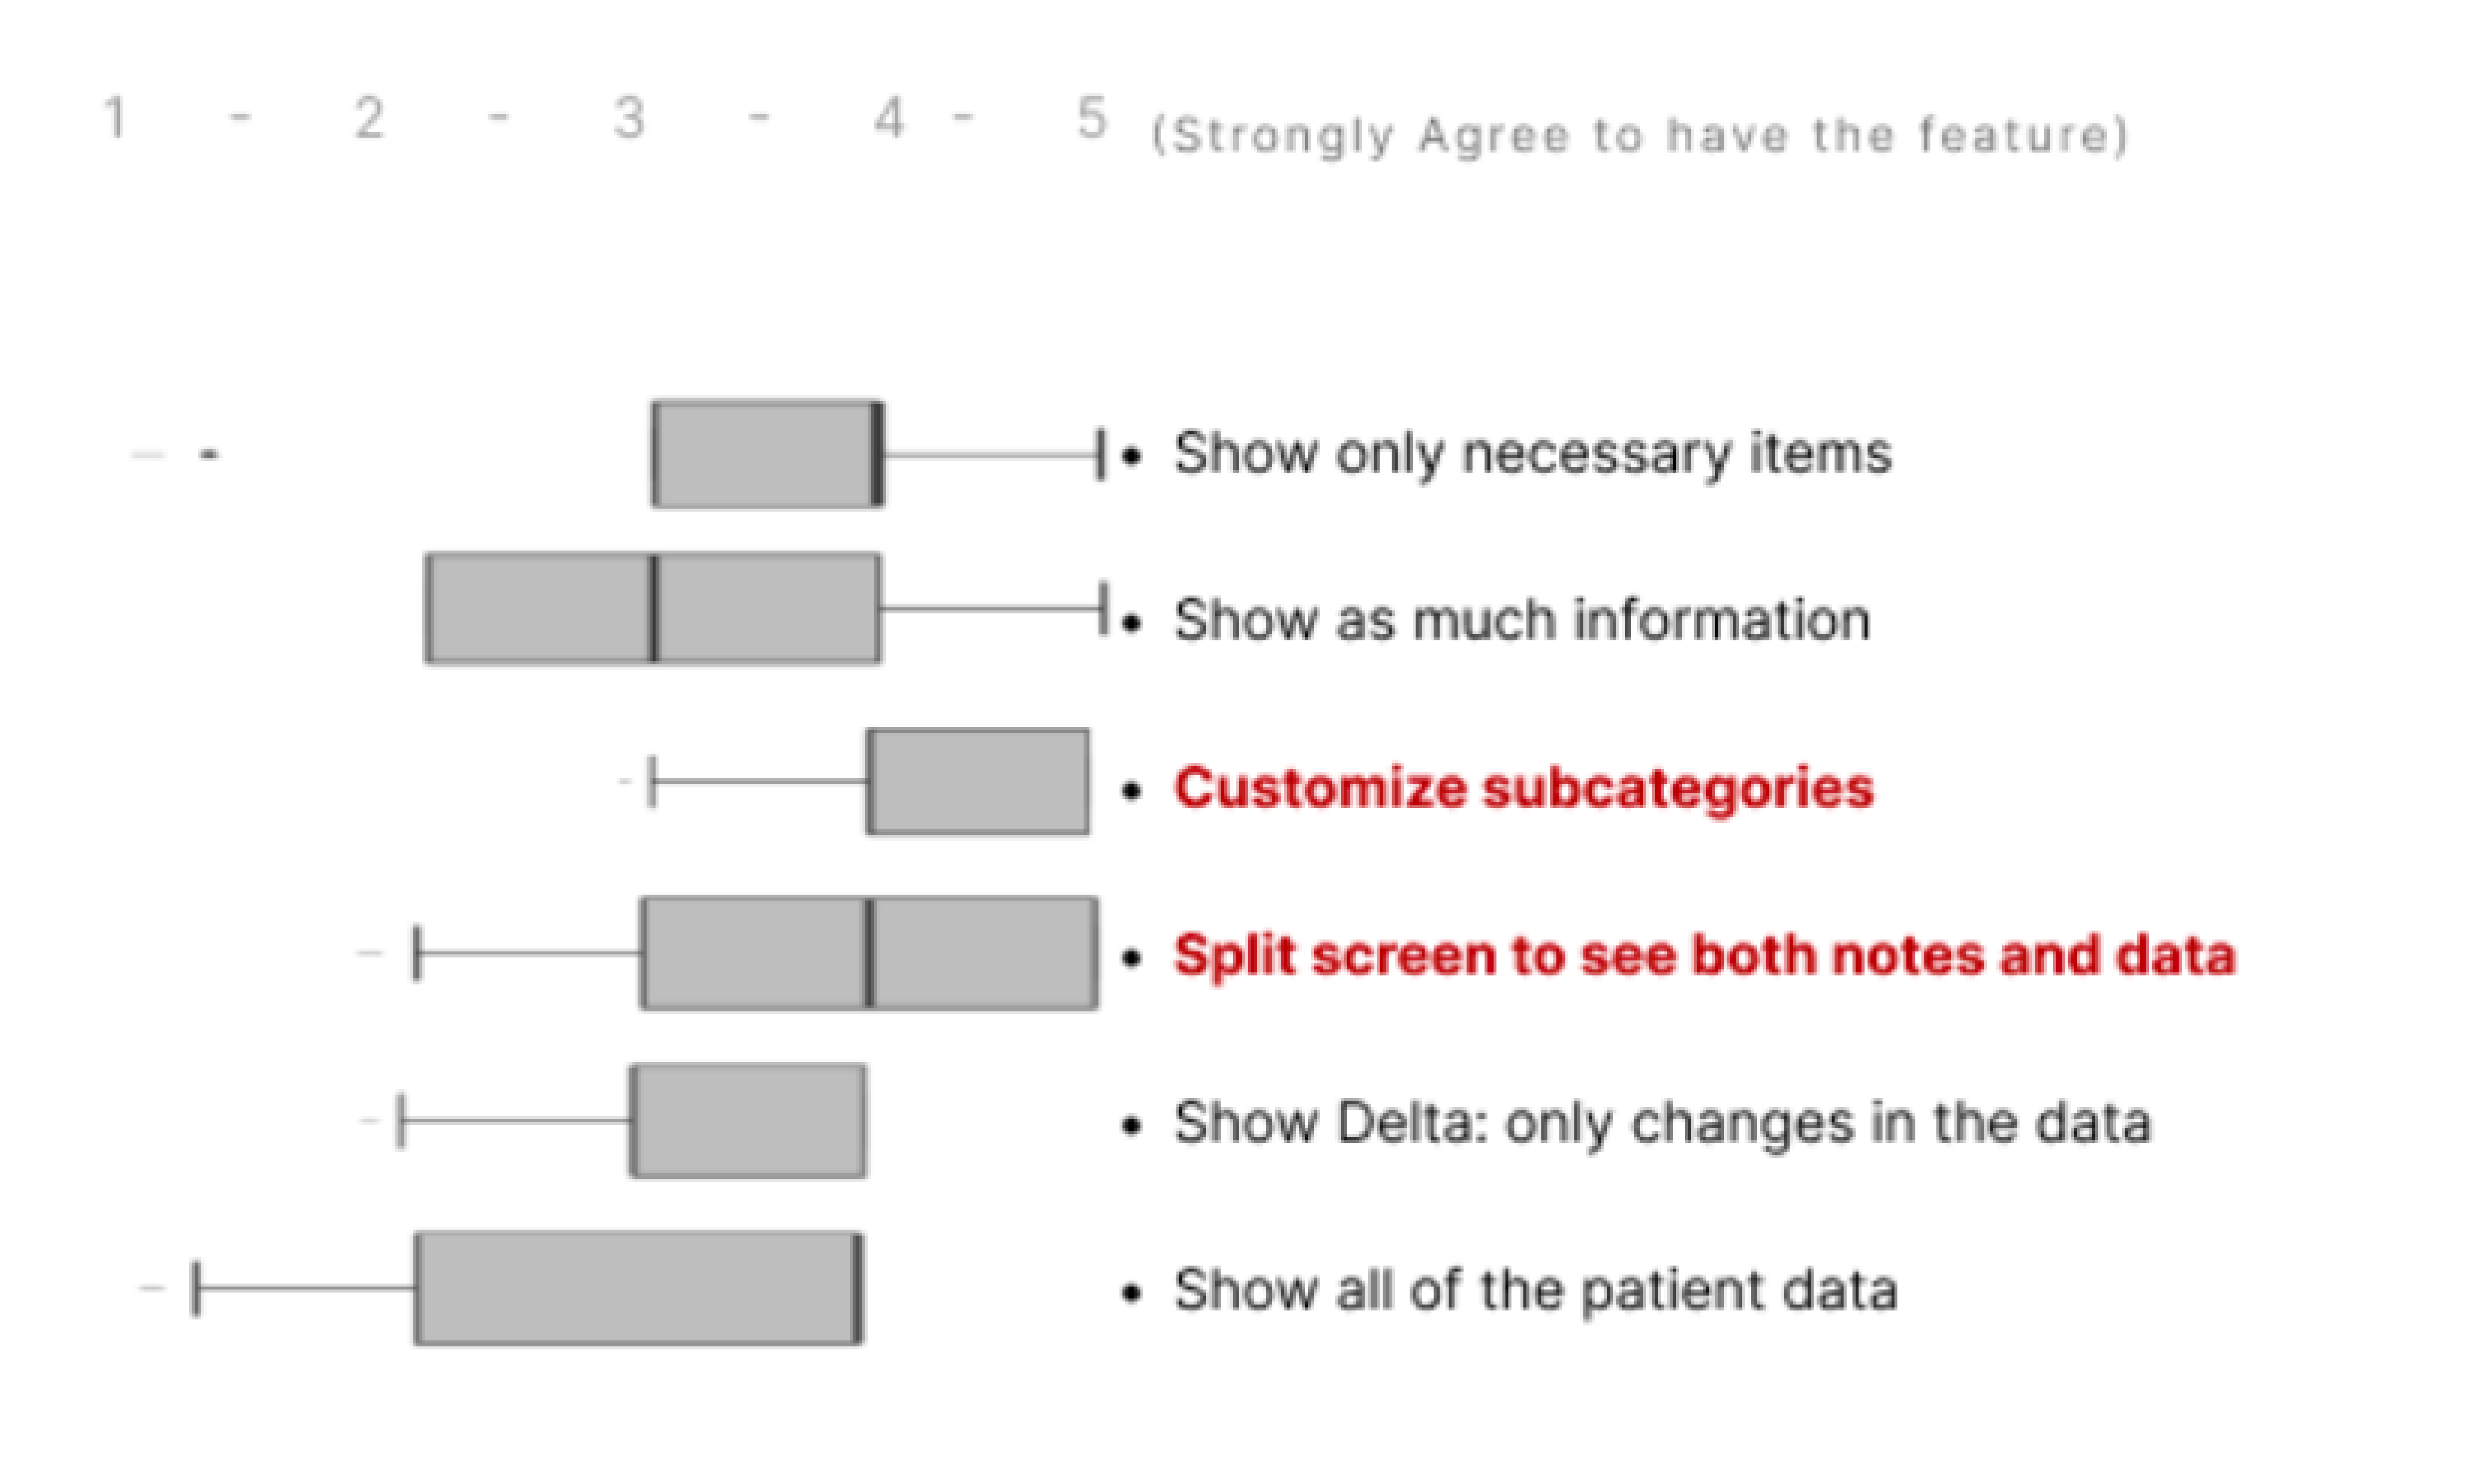 1 - 2 - 3 - 4 - 5 (Strongly Agree to have the feature)
• Show only necessary items
• Show as much information
• Customize subcategories
• Split screen to see both notes and data
• Show Delta: only changes in the data
• Show all of the patient data